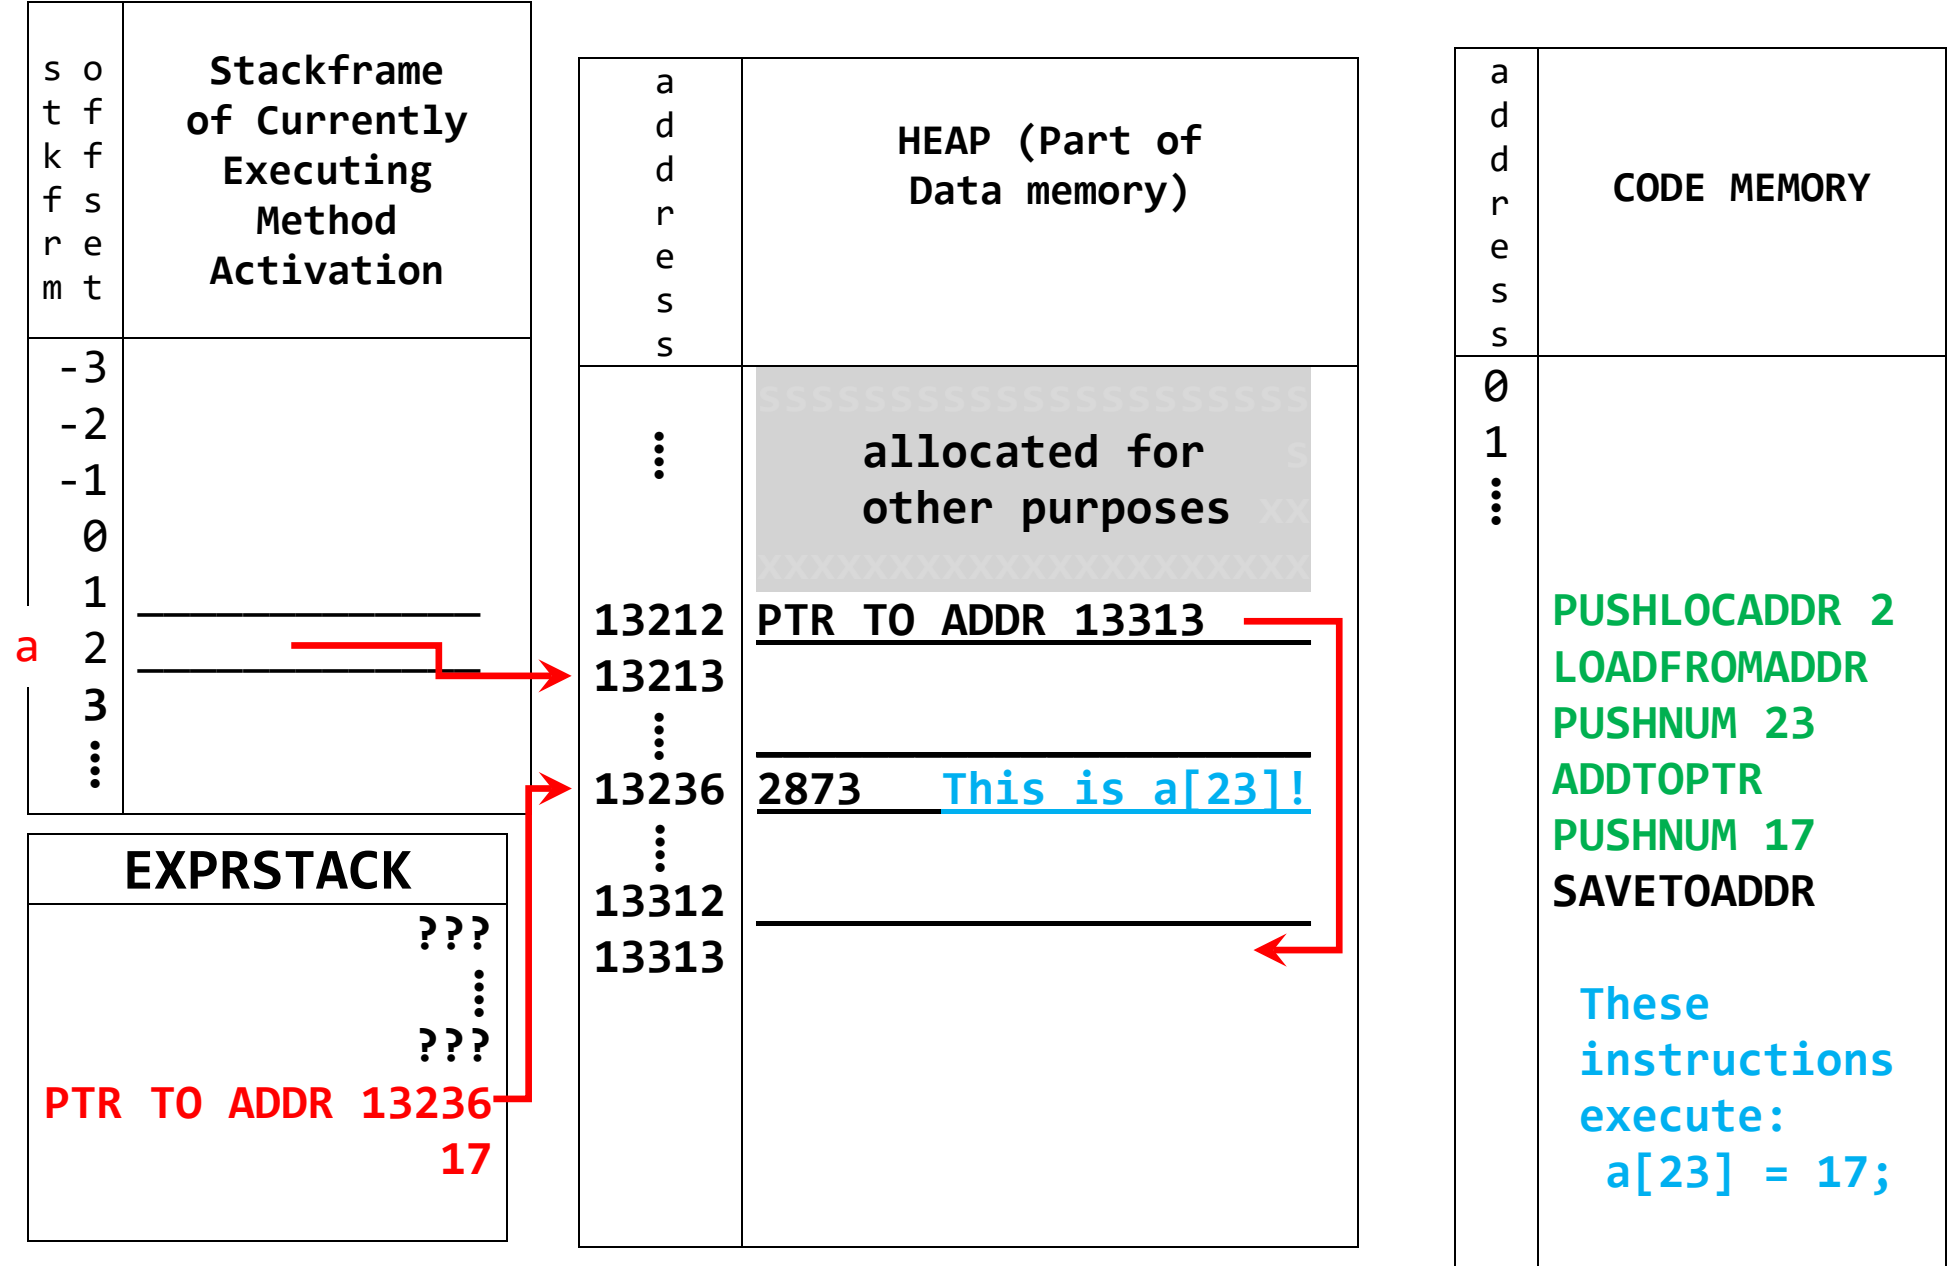 s o
t f
k f
f s
r e
m t
Stackframe
of Currently
Executing
Method
Activation
-3
-2
-1
0
1
a 2
3
⋮
EXPRSTACK
???
⋮
???
PTR TO ADDR 13236
17
a
d
d
r
e
s
s
HEAP (Part of
Data memory)
sssssssssssssssssssss
⋮ allocated for s
other purposes xx
xxxxxxxxxxxxxxxxxxxxx
13212 PTR TO ADDR 13313
13213
⋮
13236 2873 This is a[23]!
⋮
13312
13313
a
d
d
r
e
s
s
CODE MEMORY
0
1
⋮
PUSHLOCADDR 2
LOADFROMADDR
PUSHNUM 23
ADDTOPTR
PUSHNUM 17
SAVETOADDR
These
instructions
execute:
a[23] = 17;